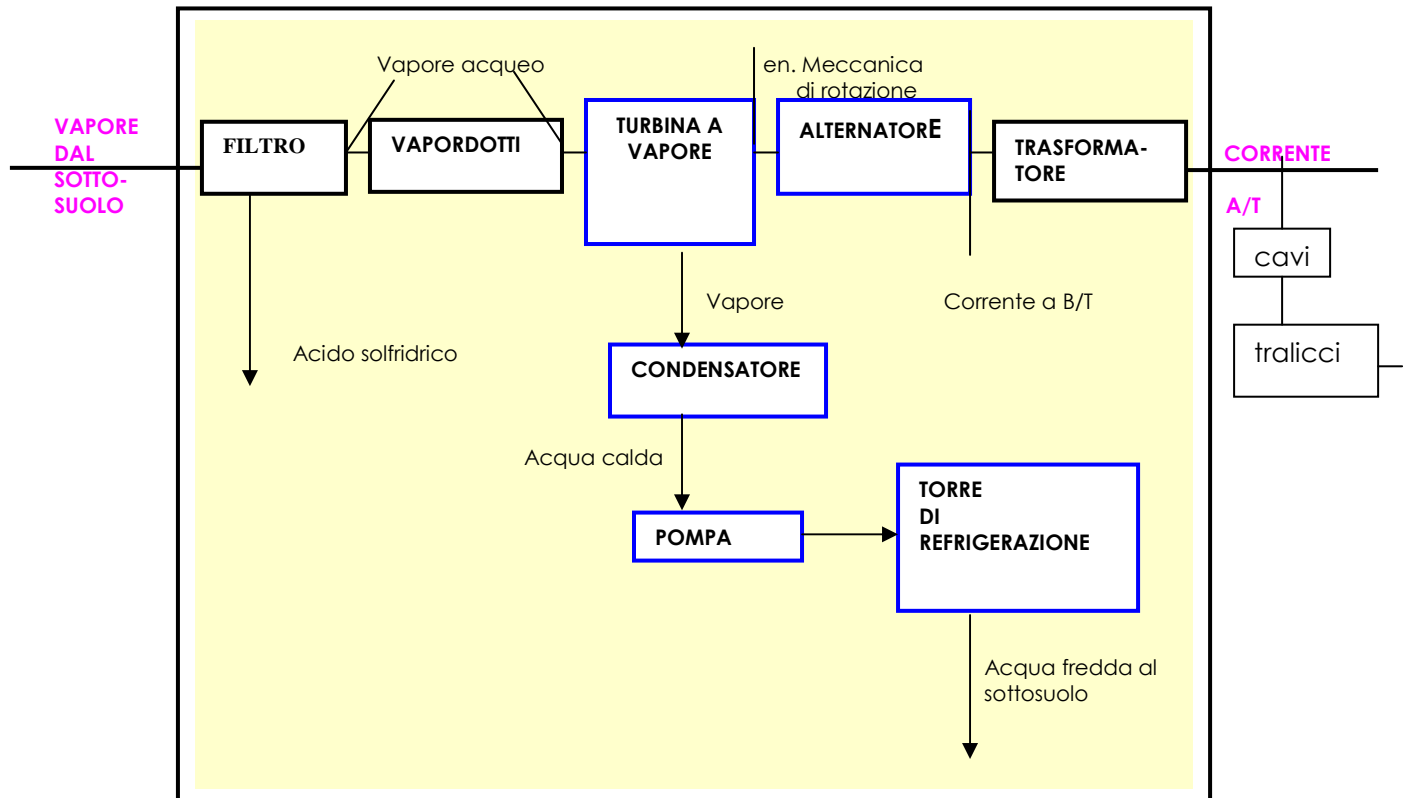 Vapore acqueo
en. Meccanica
di rotazione
VAPORE
DAL
SOTTO-
SUOLO
FILTRO
VAPORDOTTI
TURBINA A
VAPORE
ALTERNATORE
TRASFORMA-
TORE
CORRENTE
A/T
cavi
tralicci
Vapore
Corrente a B/T
Acido solfridrico
CONDENSATORE
Acqua calda
POMPA
TORRE
DI
REFRIGERAZIONE
Acqua fredda al
sottosuolo